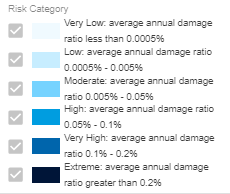 Risk Category
Very Low: average annual damage
ratio less than 0.0005%
Low: average annual damage ratio
0.0005% - 0.005%
Moderate: average annual damage
ratio 0.005% - 0.05%
High: average annual damage ratio
0.05% - 0.1%
Very High: average annual damage
ratio 0.1% - 0.2%
Extreme: average annual damage
ratio greater than 0.2%